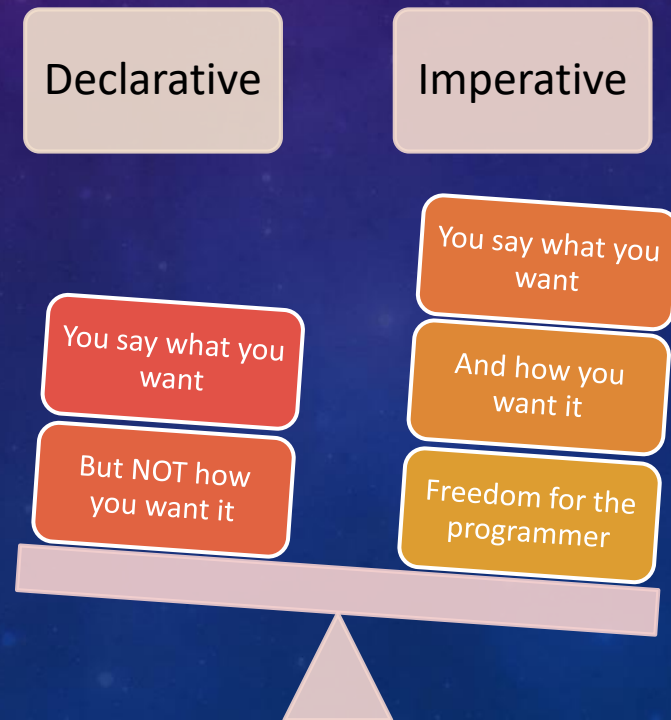 Declarative
Imperative
You say what you
want
But NOT how
you want it
You say what you
want
And how you
want it
Freedom for the
programmer